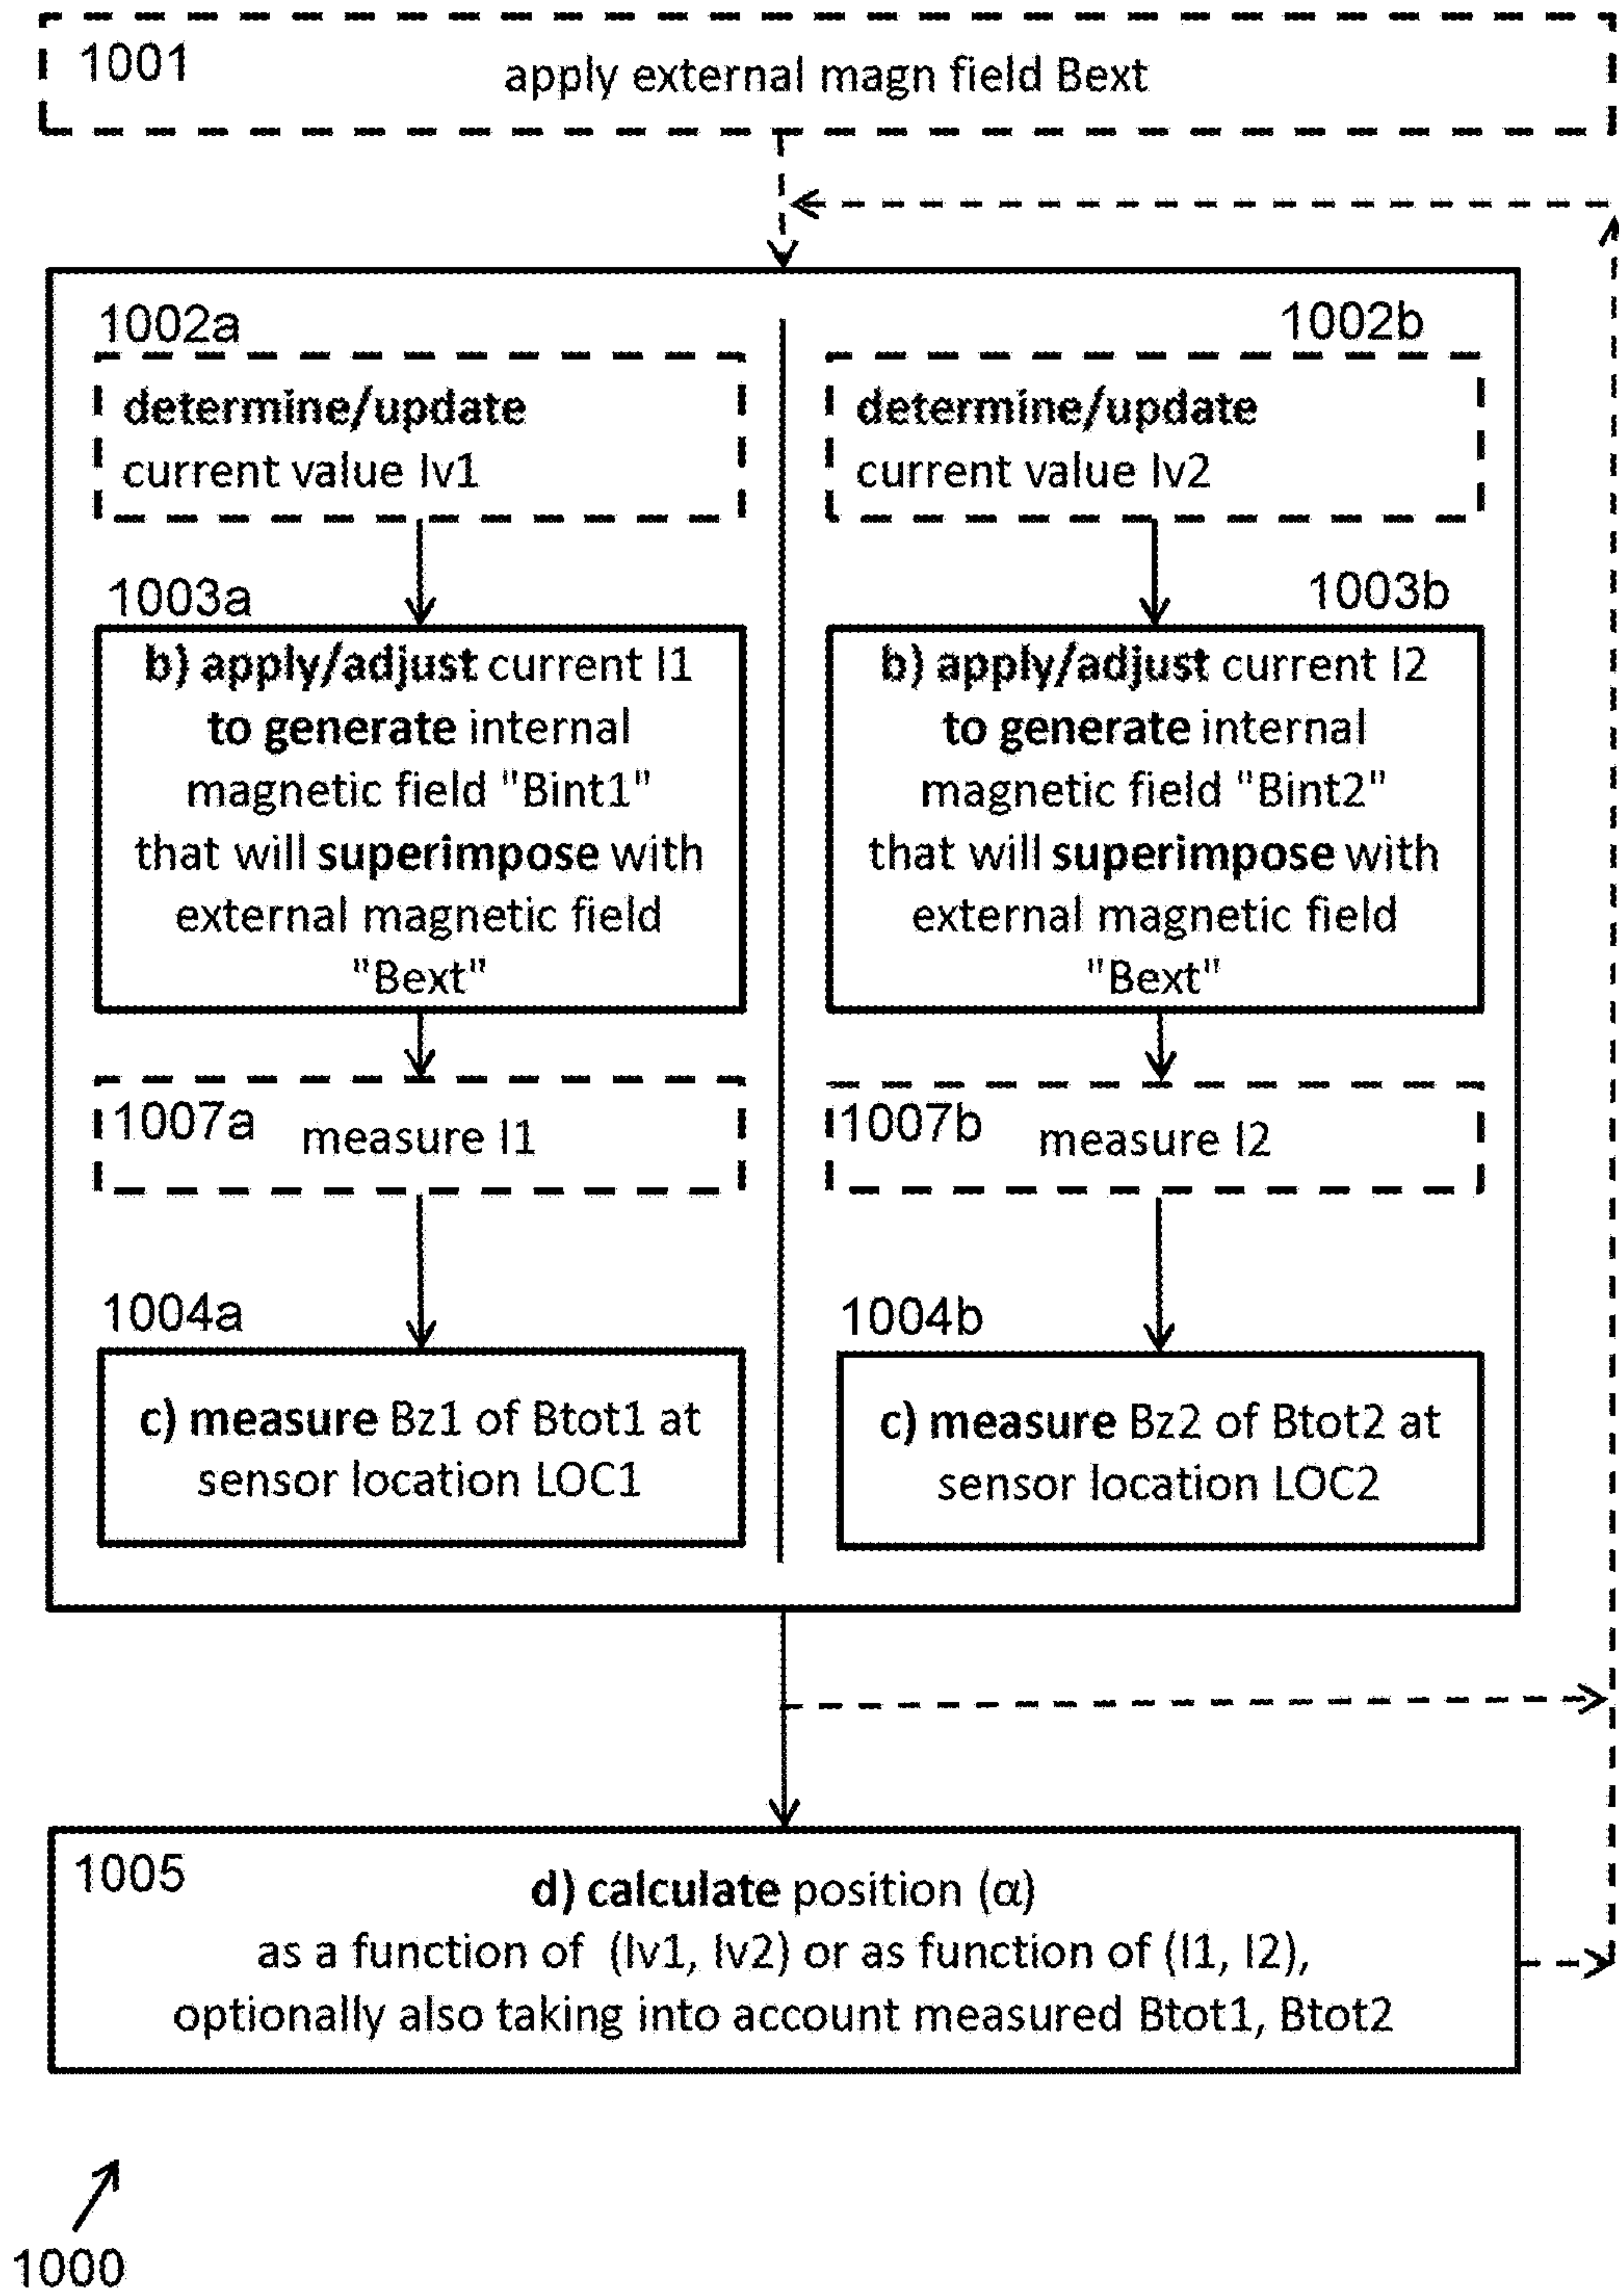 1001
apply external magn field Bext
1002a
determine/update
current value Iv1
1003a
b) apply/adjust current I1
to generate internal
magnetic field "Bint1"
that will superimpose with
external magnetic field
"Bext"
1007a
measure I1
1004a
c) measure Bz1 of Btot1 at
sensor location LOC1
1002b
determine/update
current value Iv2
1003b
b) apply/adjust current I2
to generate internal
magnetic field "Bint2"
that will superimpose with
external magnetic field
"Bext"
1007b
measure I2
1004b
c) measure Bz2 of Btot2 at
sensor location LOC2
1005
d) calculate position (α)
as a function of (Iv1, Iv2) or as function of (I1, I2),
optionally also taking into account measured Btot1, Btot2
1000